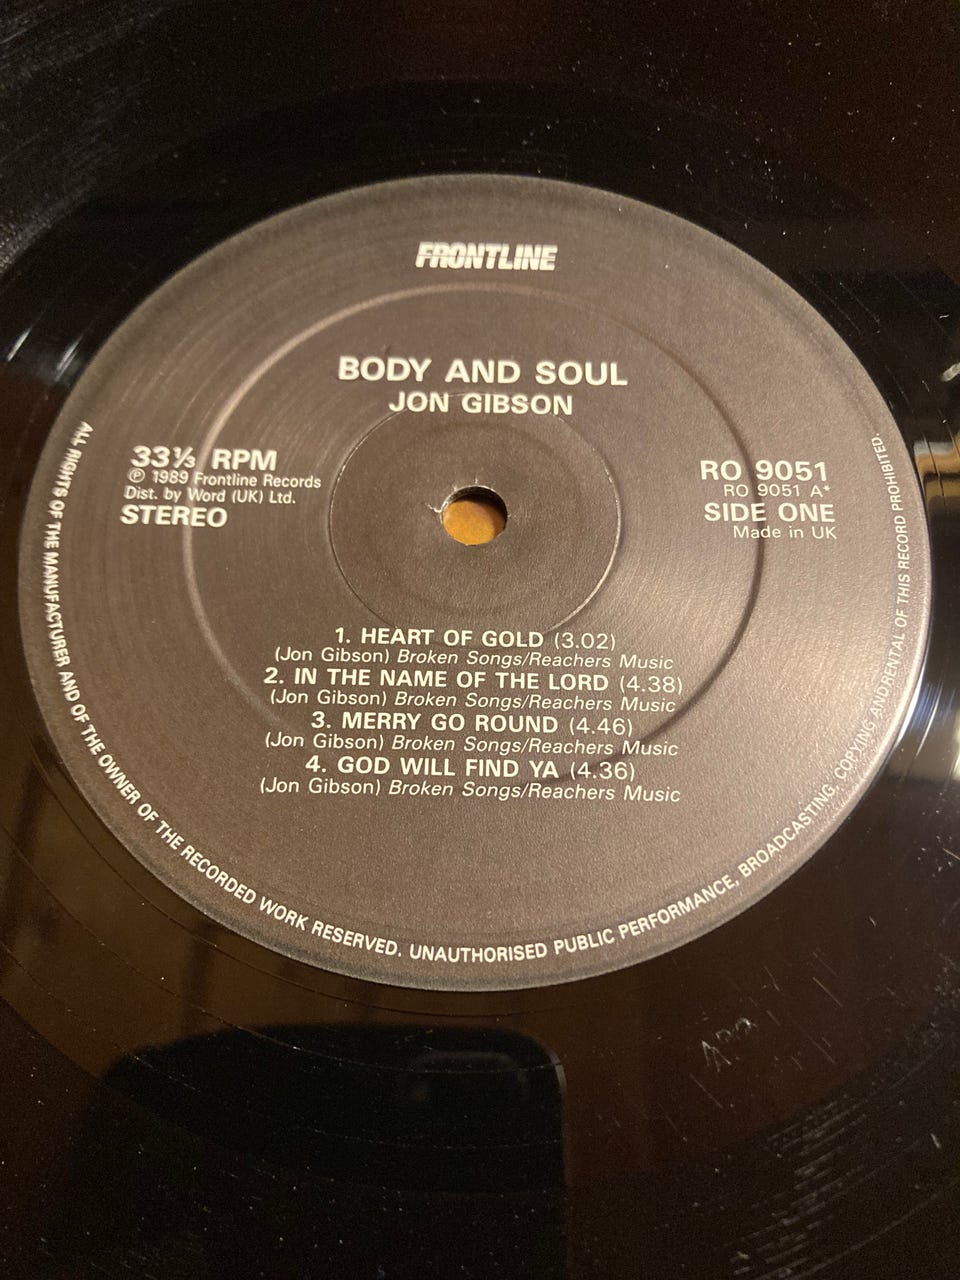 FRONTLINE
BODY AND SOUL
JON GIBSON
33⅓ RPM
℗ 1989 Frontline Records
Dist. by Word (UK) Ltd.
STEREO
RO 9051
RO 9051 A*
SIDE ONE
Made in UK
1. HEART OF GOLD (3.02)
(Jon Gibson) Broken Songs/Reachers Music
2. IN THE NAME OF THE LORD (4.38)
(Jon Gibson) Broken Songs/Reachers Music
3. MERRY GO ROUND (4.46)
(Jon Gibson) Broken Songs/Reachers Music
4. GOD WILL FIND YA (4.36)
(Jon Gibson) Broken Songs/Reachers Music
ALL RIGHTS OF THE MANUFACTURER AND OF THE OWNER OF THE RECORDED WORK RESERVED. UNAUTHORISED PUBLIC PERFORMANCE, BROADCASTING, COPYING AND RENTAL OF THIS RECORD PROHIBITED.